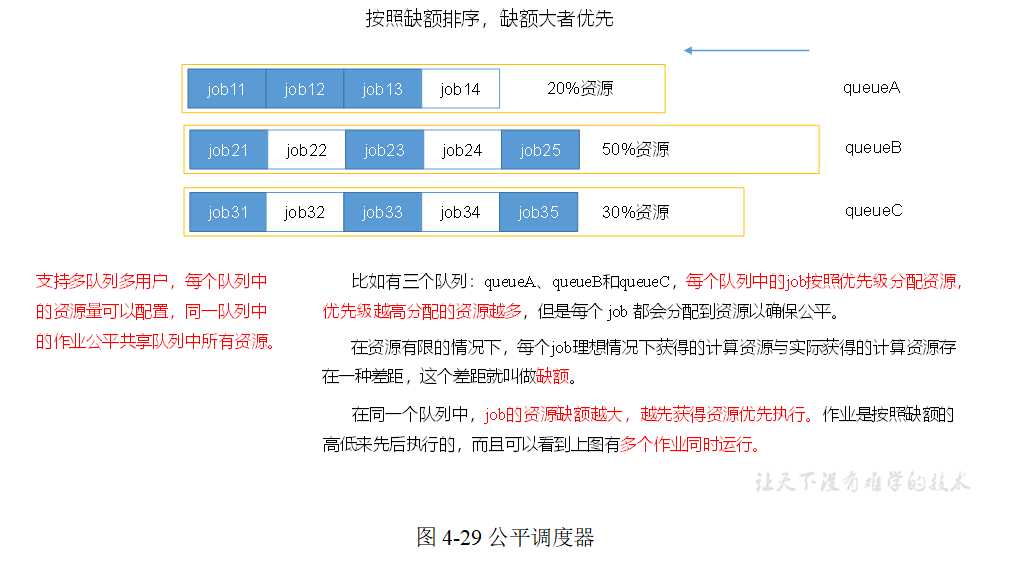 按照缺额排序，缺额大者优先
job11 job12 job13 job14 20%资源 queueA
job21 job22 job23 job24 job25 50%资源 queueB
job31 job32 job33 job34 job35 30%资源 queueC
支持多队列多用户，每个队列中
的资源量可以配置，同一队列中
的作业公平共享队列中所有资源。
比如有三个队列：queueA、queueB和queueC，每个队列中的job按照优先级分配资源，
优先级越高分配的资源越多，但是每个 job 都会分配到资源以确保公平。
在资源有限的情况下，每个job理想情况下获得的计算资源与实际获得的计算资源存
在一种差距，这个差距就叫做缺额。
在同一个队列中，job的资源缺额越大，越先获得资源优先执行。作业是按照缺额的
高低来先后执行的，而且可以看到上图有多个作业同时运行。
让天下没有难学的技术
图 4-29 公平调度器